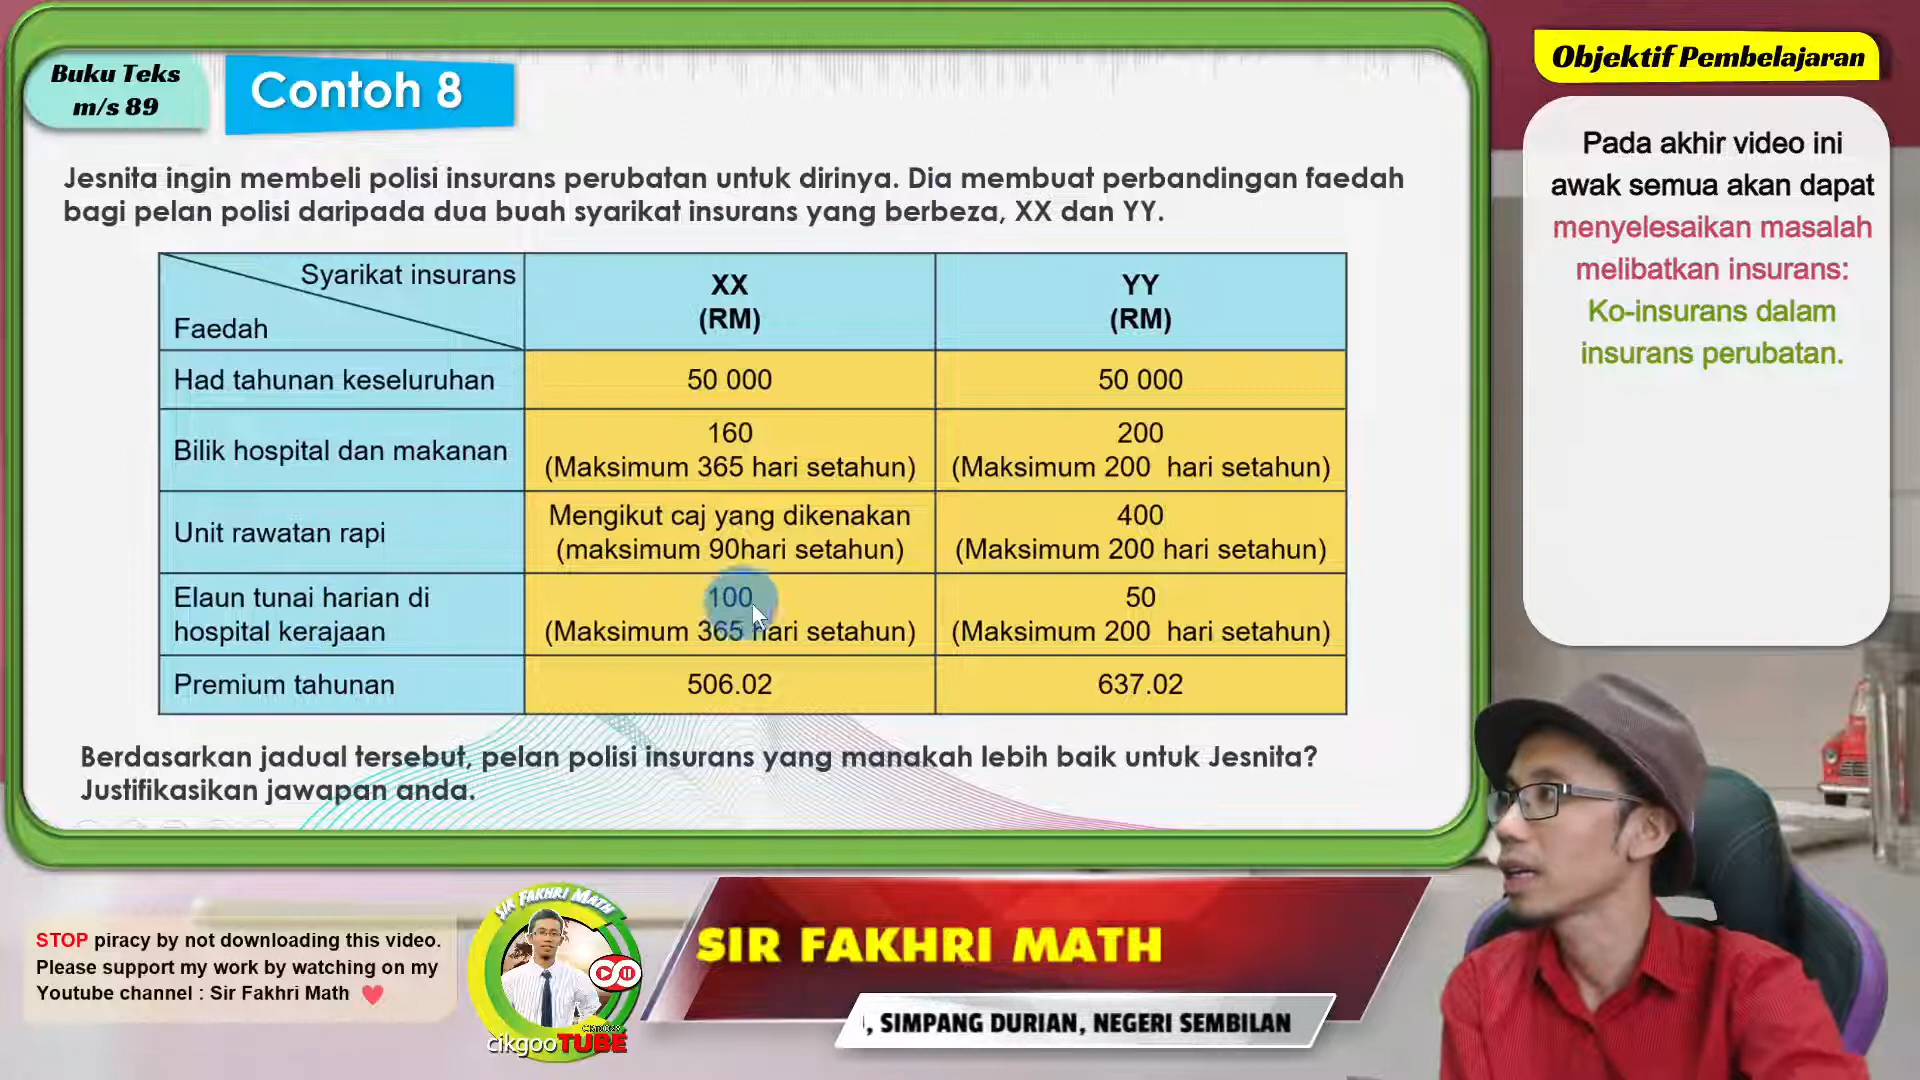 Buku Teks
m/s 89
Contoh 8
Jesnita ingin membeli polisi insurans perubatan untuk dirinya. Dia membuat perbandingan faedah
bagi pelan polisi daripada dua buah syarikat insurans yang berbeza, XX dan YY.
Syarikat insurans
Faedah
XX
(RM)
YY
(RM)
Had tahunan keseluruhan
50 000
50 000
Bilik hospital dan makanan
160
(Maksimum 365 hari setahun)
200
(Maksimum 200 hari setahun)
Unit rawatan rapi
Mengikut caj yang dikenakan
(maksimum 90hari setahun)
400
(Maksimum 200 hari setahun)
Elaun tunai harian di
hospital kerajaan
100
(Maksimum 365 hari setahun)
50
(Maksimum 200 hari setahun)
Premium tahunan
506.02
637.02
Berdasarkan jadual tersebut, pelan polisi insurans yang manakah lebih baik untuk Jesnita?
Justifikasikan jawapan anda.
Objektif Pembelajaran
Pada akhir video ini
awak semua akan dapat
menyelesaikan masalah
melibatkan insurans:
Ko-insurans dalam
insurans perubatan.
STOP piracy by not downloading this video.
Please support my work by watching on my
Youtube channel : Sir Fakhri Math
SIR FAKHRI MATH
cikgooTUBE
SIR FAKHRI MATH
, SIMPANG DURIAN, NEGERI SEMBILAN